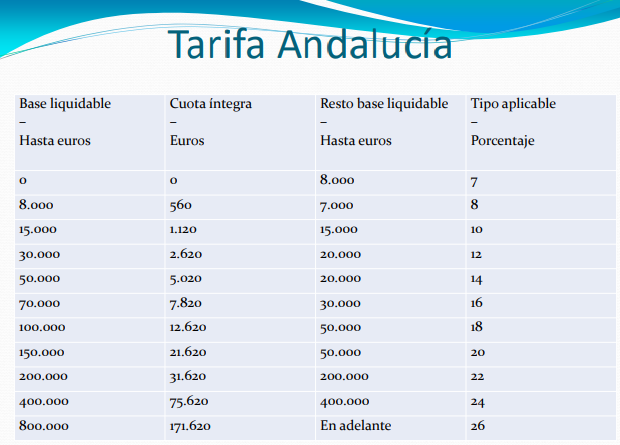 Tarifa Andalucía
Base liquidable Cuota íntegra Resto base liquidable Tipo aplicable
– – – –
Hasta euros Euros Hasta euros Porcentaje
0 0 8.000 7
8.000 560 7.000 8
15.000 1.120 15.000 10
30.000 2.620 20.000 12
50.000 5.020 20.000 14
70.000 7.820 30.000 16
100.000 12.620 50.000 18
150.000 21.620 50.000 20
200.000 31.620 200.000 22
400.000 75.620 400.000 24
800.000 171.620 En adelante 26